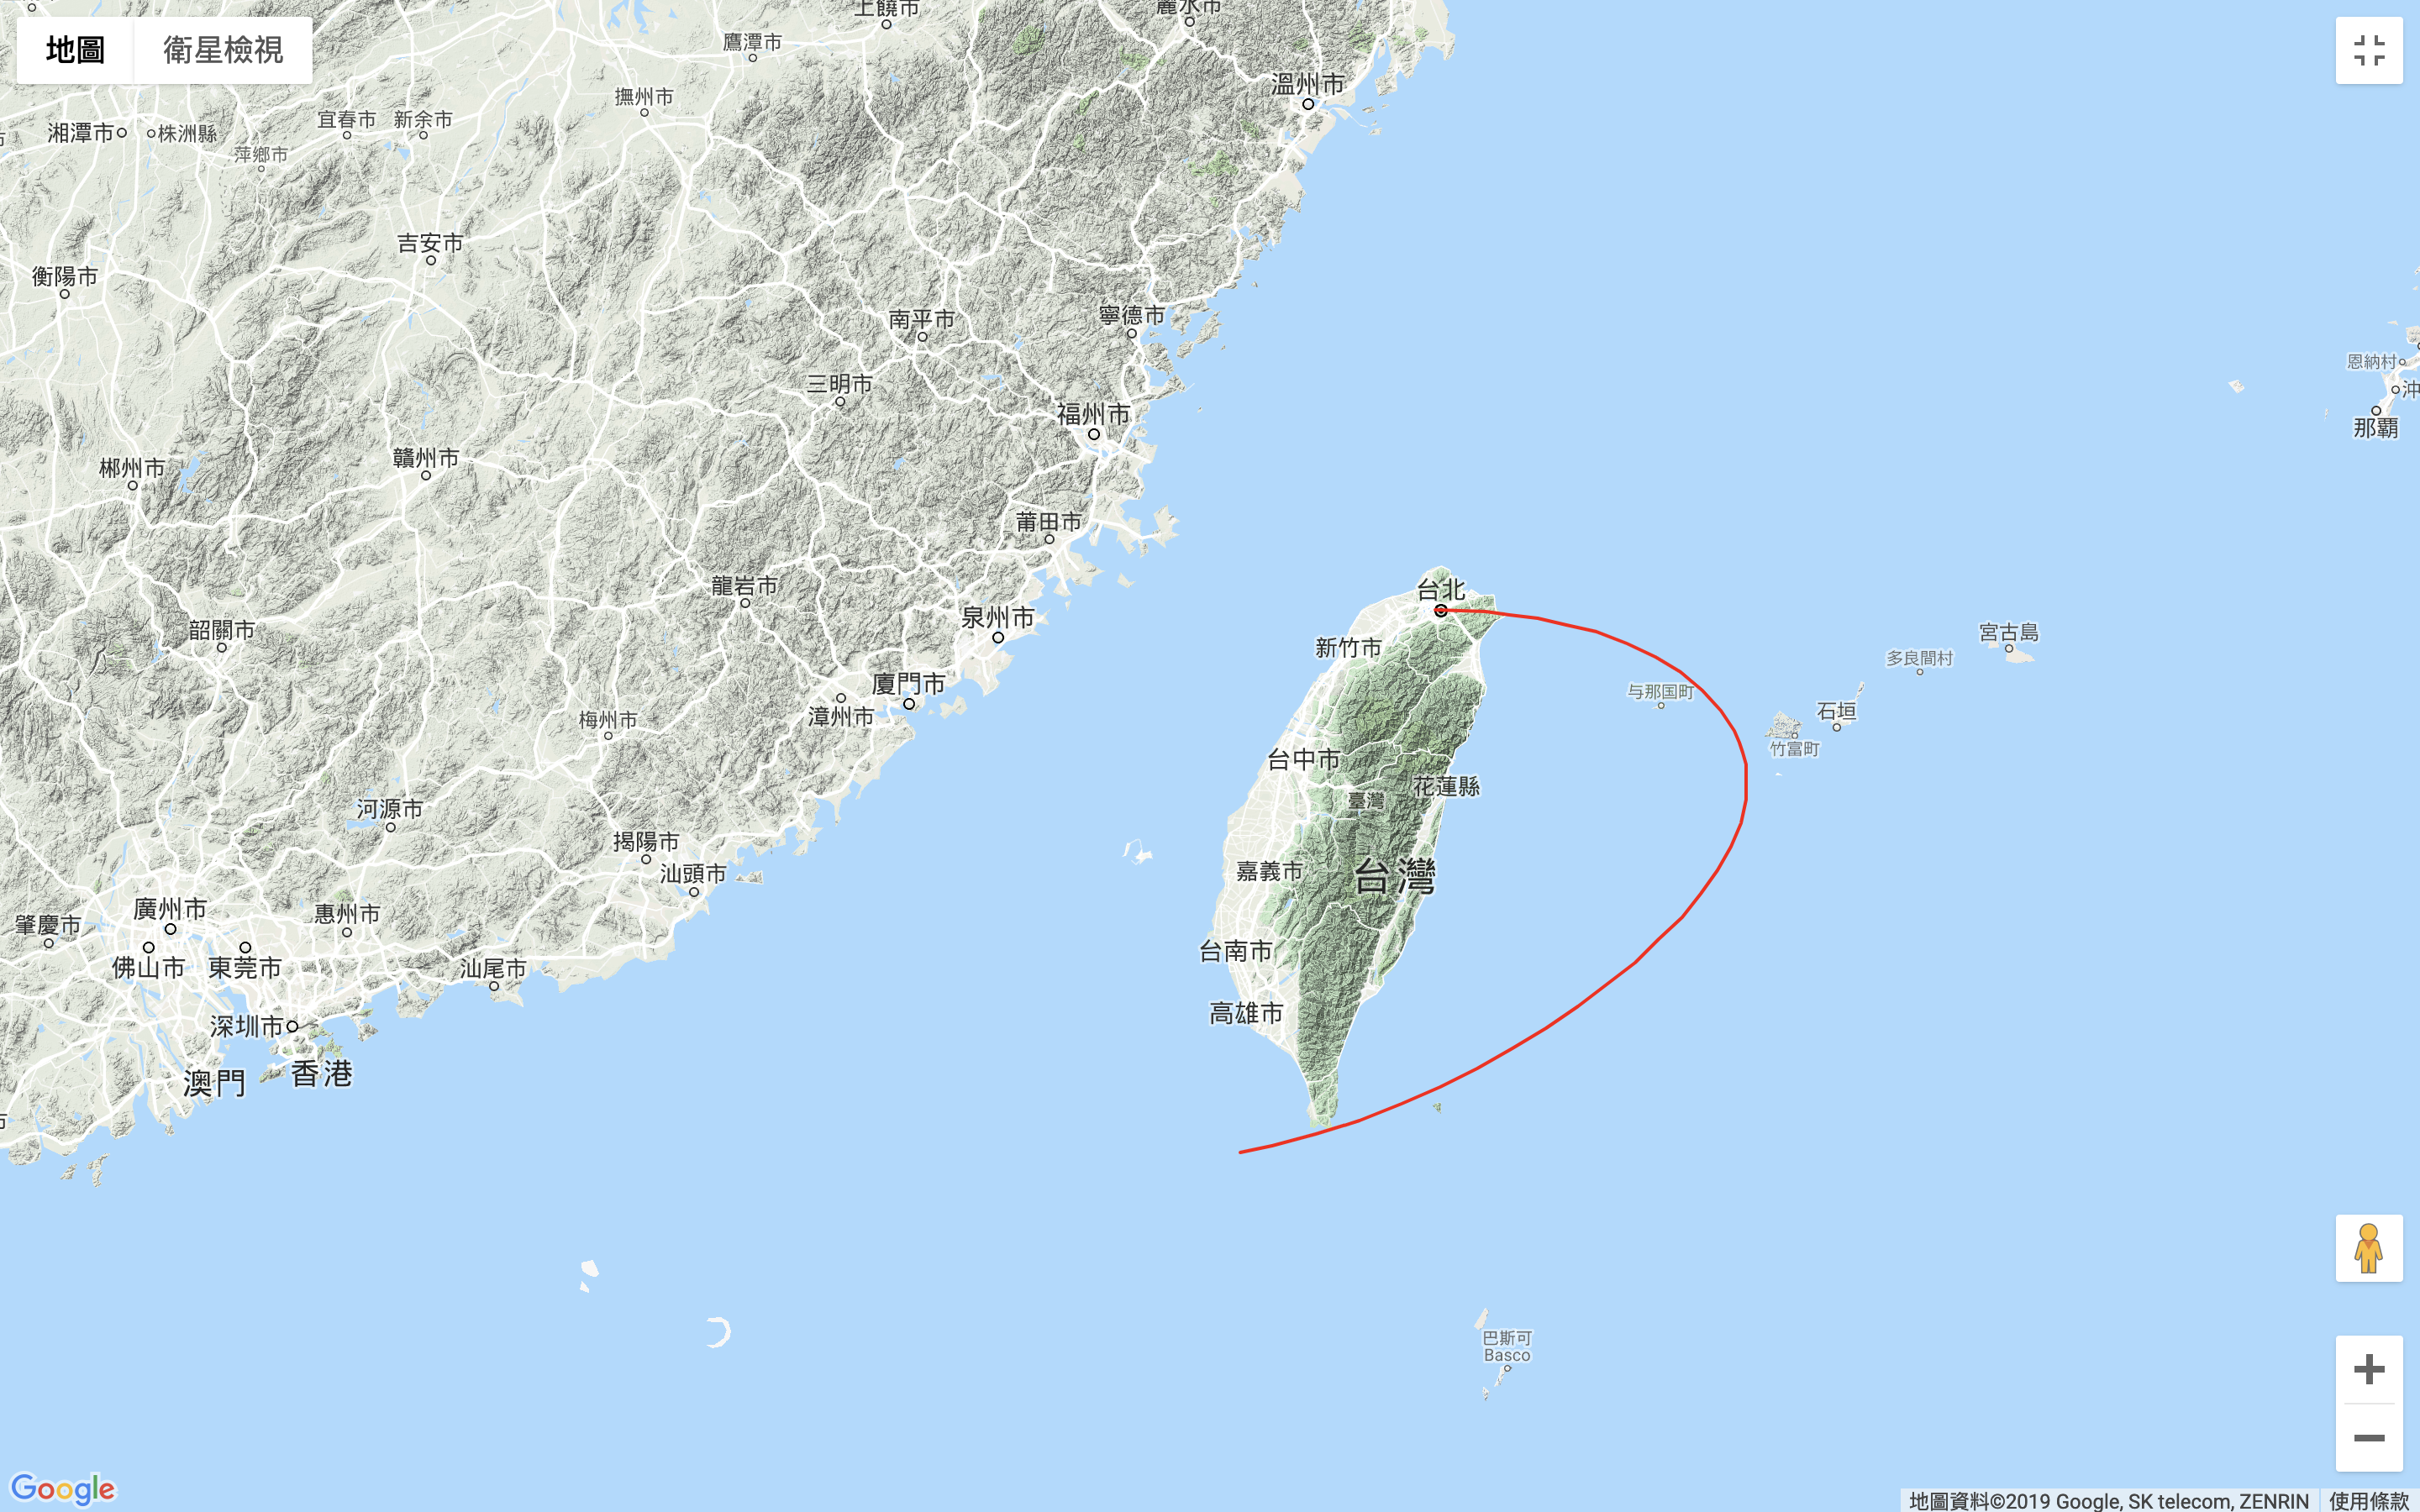 地圖
衛星檢視
上饒市
麗水市
鷹潭市
溫州市
撫州市
宜春市
新余市
湘潭市
株洲縣
萍鄉市
吉安市
衡陽市
南平市
寧德市
恩納村
三明市
福州市
沖
那霸
郴州市
贛州市
莆田市
龍岩市
台北
泉州市
韶關市
宮古島
新竹市
多良間村
廈門市
与那国町
漳州市
梅州市
石垣
竹富町
台中市
花蓮縣
臺灣
河源市
揭陽市
汕頭市
嘉義市
台灣
廣州市
惠州市
肇慶市
台南市
佛山市
東莞市
汕尾市
高雄市
深圳市
香港
澳門
巴斯可
Basco
Google
地圖資料©2019 Google, SK telecom, ZENRIN
使用條款